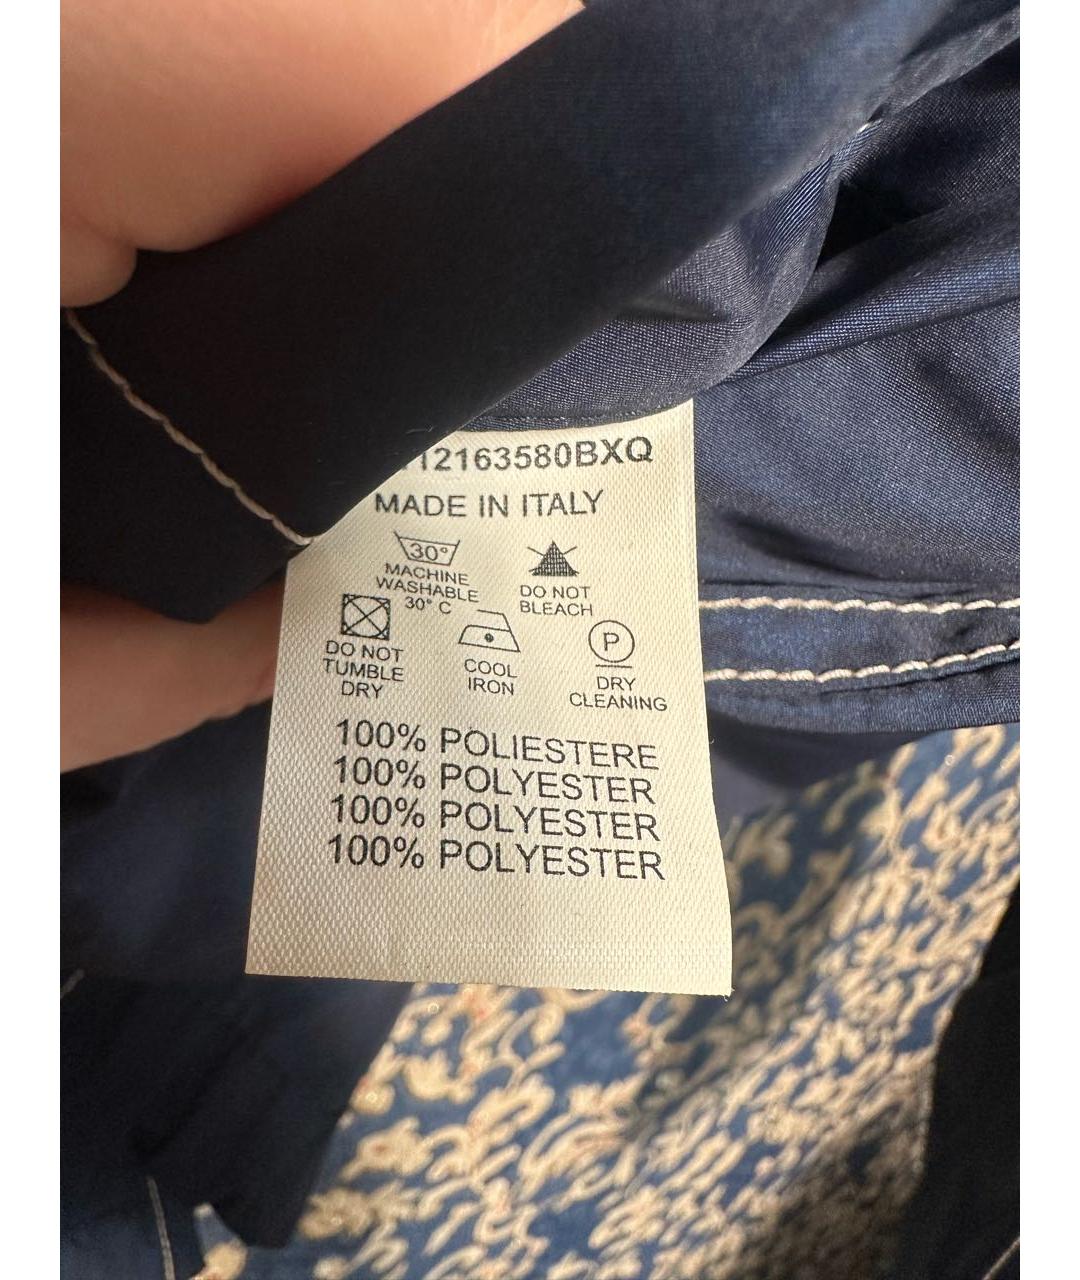 12163580BXQ
MADE IN ITALY
30°
MACHINE
WASHABLE
30° C
DO NOT
BLEACH
DO NOT
TUMBLE
DRY
COOL
IRON
P
DRY
CLEANING
100% POLIESTERE
100% POLYESTER
100% POLYESTER
100% POLYESTER